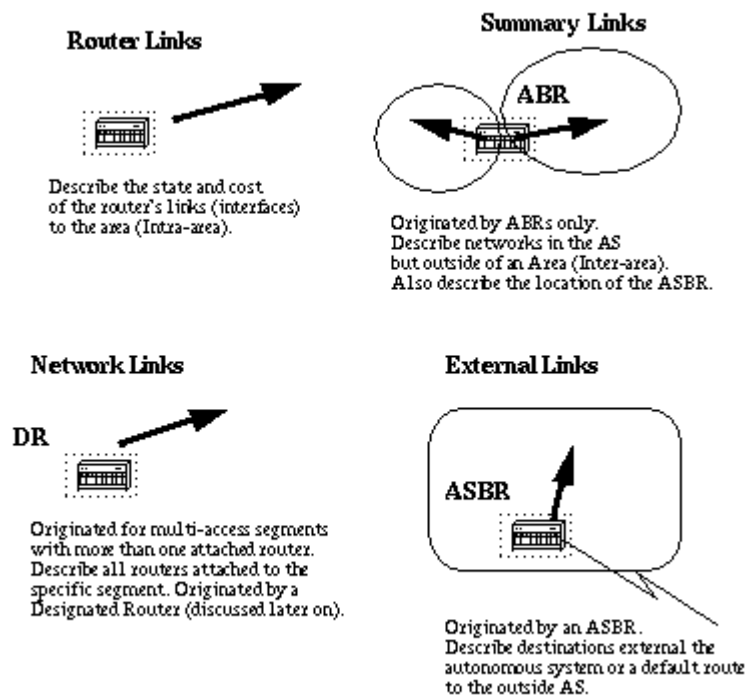 Router Links
Describe the state and cost
of the router's links (interfaces)
to the area (Intra-area).
Summary Links
ABR
Originated by ABRs only.
Describe networks in the AS
but outside of an Area (Inter-area).
Also describe the location of the ASBR.
Network Links
DR
Originated for multi-access segments
with more than one attached router.
Describe all routers attached to the
specific segment. Originated by a
Designated Router (discussed later on).
External Links
ASBR
Originated by an ASBR.
Describe destinations external the
autonomous system or a default route
to the outside AS.